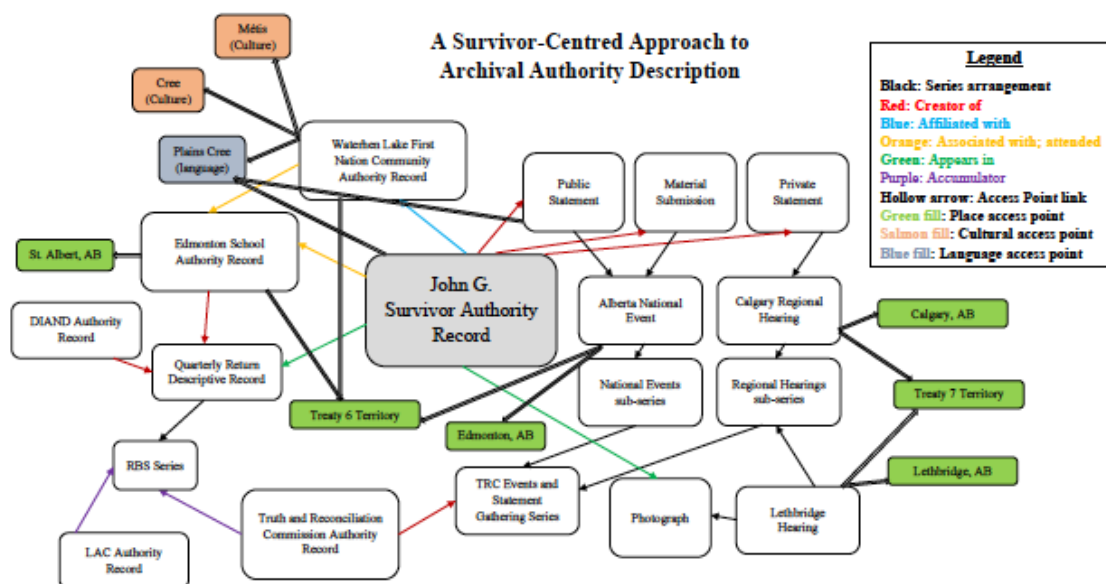 A Survivor-Centred Approach to
Archival Authority Description
Legend
Black: Series arrangement
Red: Creator of
Blue: Affiliated with
Orange: Associated with; attended
Green: Appears in
Purple: Accumulator
Hollow arrow: Access Point link
Green fill: Place access point
Salmon fill: Cultural access point
Blue fill: Language access point
Métis
(Culture)
Cree
(Culture)
Plains Cree
(language)
Waterhen Lake First
Nation Community
Authority Record
Public
Statement
Material
Submission
Private
Statement
St. Albert, AB
Edmonton School
Authority Record
John G.
Survivor Authority
Record
Alberta National
Event
Calgary Regional
Hearing
Calgary, AB
DIAND Authority
Record
Quarterly Return
Descriptive Record
Treaty 6 Territory
National Events
sub-series
Regional Hearings
sub-series
Treaty 7 Territory
Edmonton, AB
RBS Series
TRC Events and
Statement
Gathering Series
Photograph
Lethbridge
Hearing
Lethbridge, AB
LAC Authority
Record
Truth and Reconciliation
Commission Authority
Record